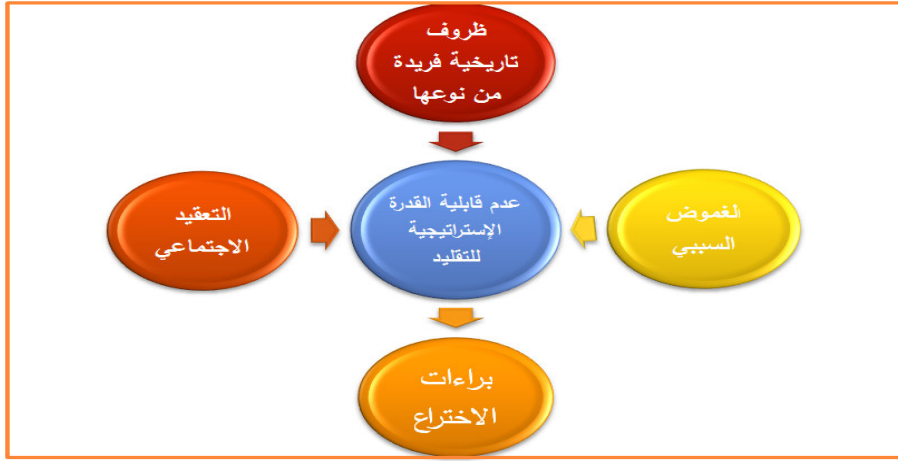 ظروف
تاريخية فريدة
من نوعها
الغموض
السببي
عدم قابلية القدرة
الإستراتيجية
للتقليد
التعقيد
الاجتماعي
براءات
الاختراع